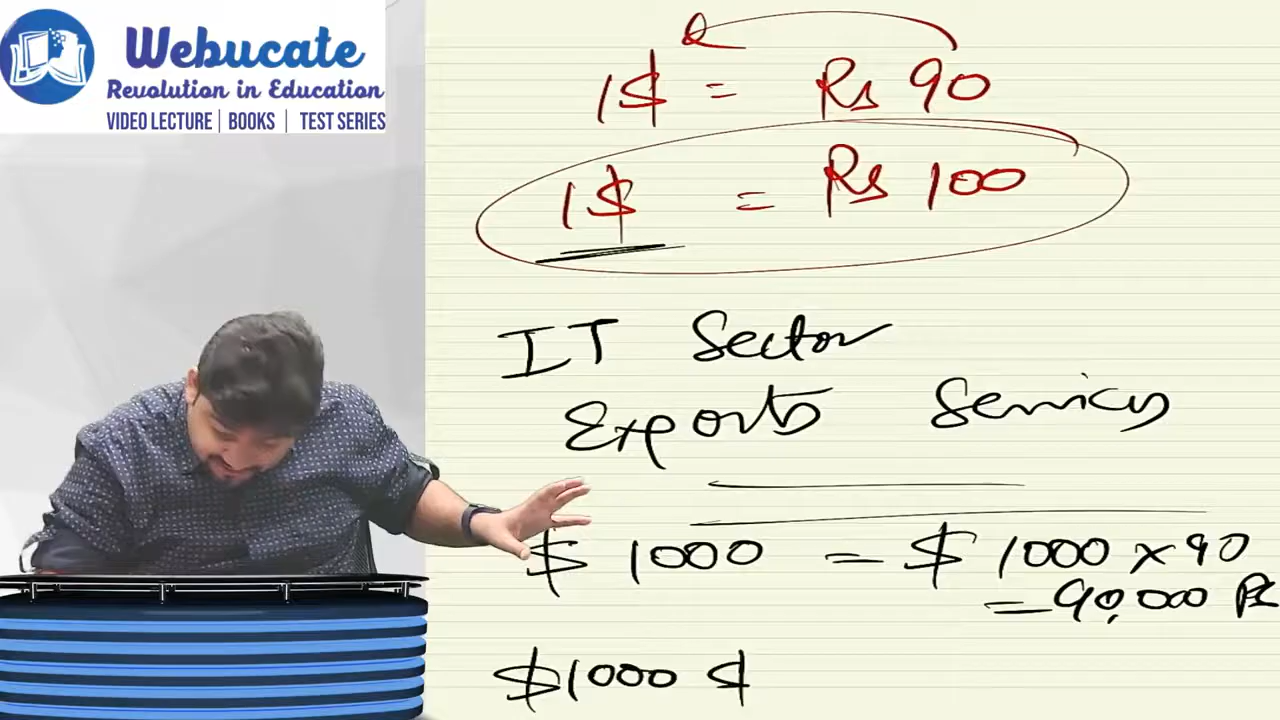 Webucate
Revolution in Education
VIDEO LECTURE | BOOKS | TEST SERIES
1$ = Rs 90
1$ = Rs 100
IT Sector
Exports Services
$ 1000 = $ 1000 x 90
= 90,000 Rs
$1000 $